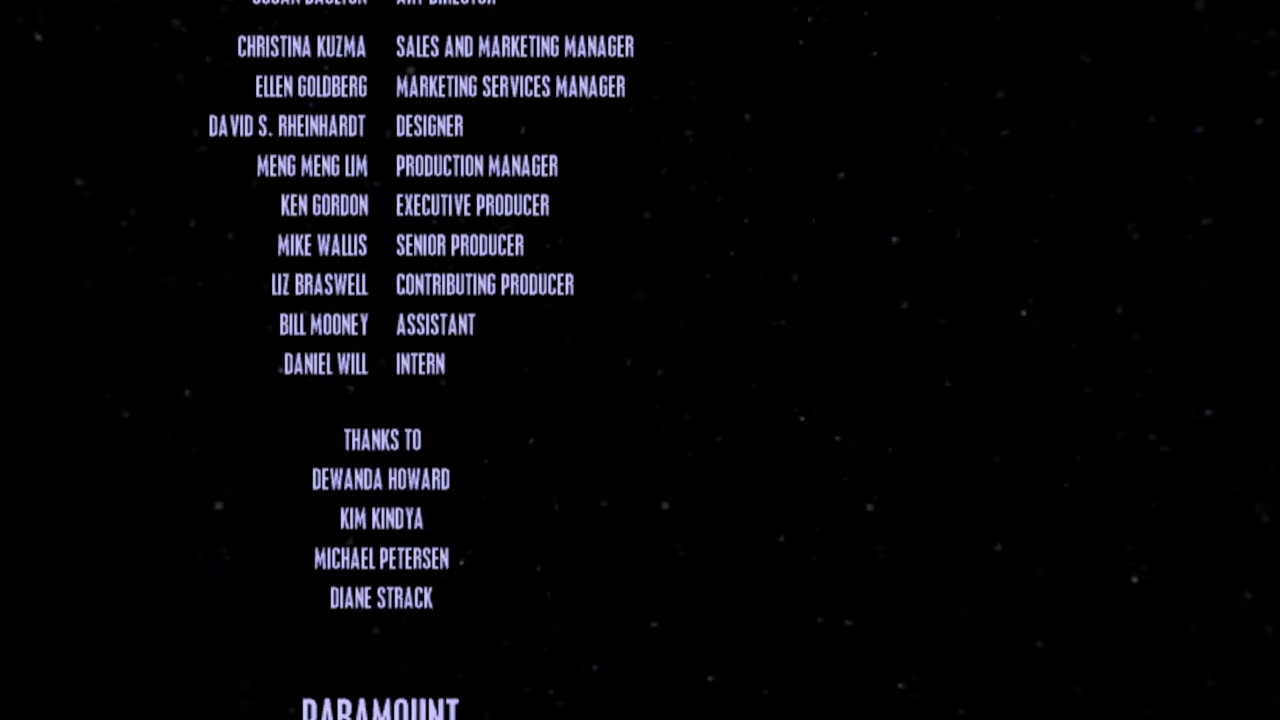 CHRISTINA KUZMA SALES AND MARKETING MANAGER
ELLEN GOLDBERG MARKETING SERVICES MANAGER
DAVID S. RHEINHARDT DESIGNER
MENG MENG LIM PRODUCTION MANAGER
KEN GORDON EXECUTIVE PRODUCER
MIKE WALLIS SENIOR PRODUCER
LIZ BRASWELL CONTRIBUTING PRODUCER
BILL MOONEY ASSISTANT
DANIEL WILL INTERN
THANKS TO
DEWANDA HOWARD
KIM KINDYA
MICHAEL PETERSEN
DIANE STRACK
PARAMOUNT